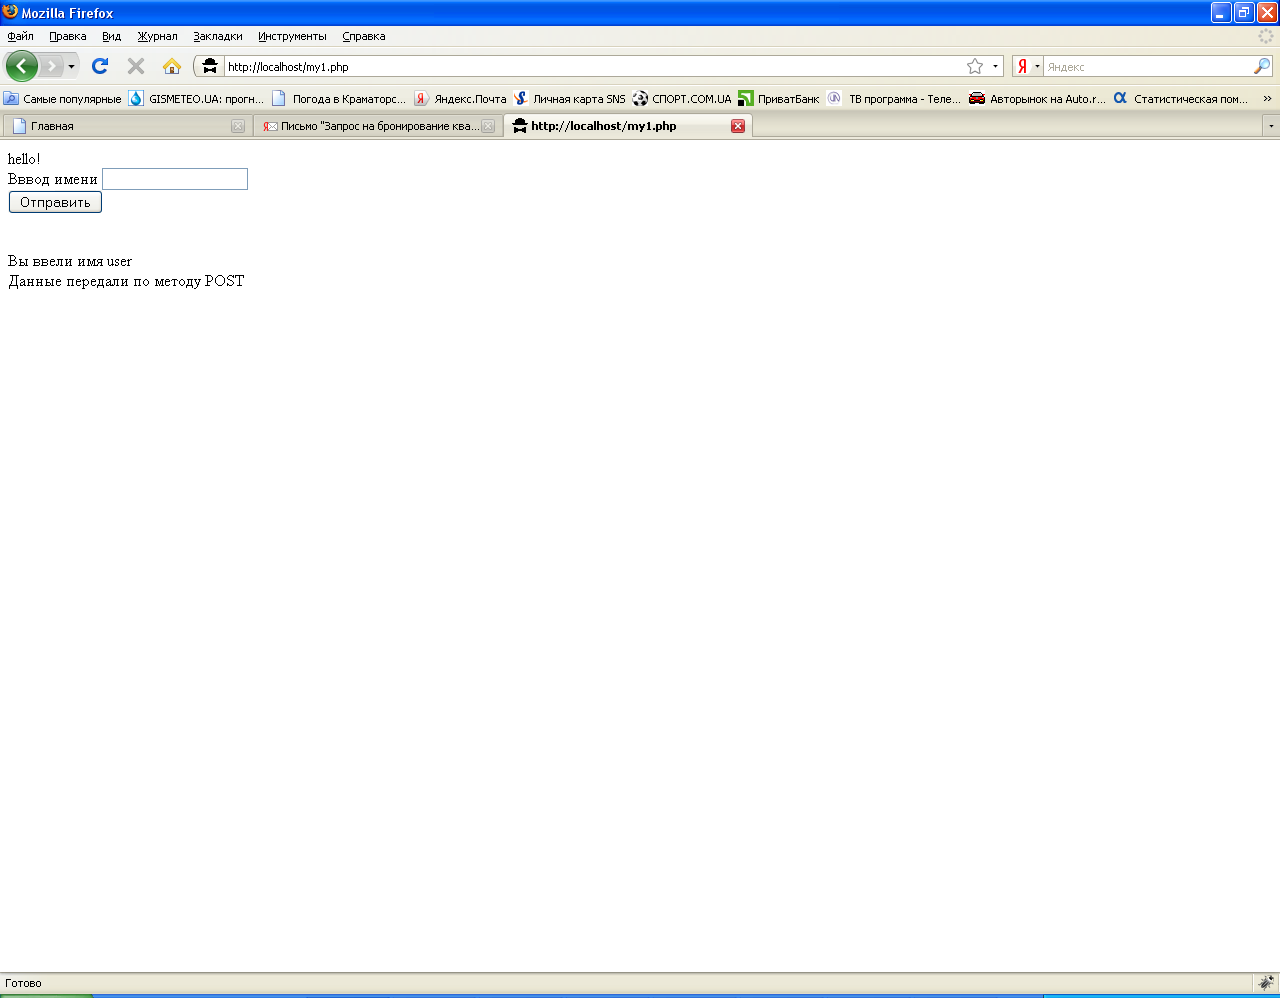 Mozilla Firefox
Файл Правка Вид Журнал Закладки Инструменты Справка
http://localhost/my1.php Я Яндекс
Самые популярные GISMETEO.UA: прогн... Погода в Краматорс... Я Яндекс.Почта Личная карта SNS СПОРТ.COM.UA ПриватБанк ТВ программа - Теле... Авторынок на Auto.r... α Статистическая пом... »
Главная Письмо "Запрос на бронирование ква... http://localhost/my1.php
hello!
Вввод имени
Отправить
Вы ввели имя user
Данные передали по методу POST
Готово